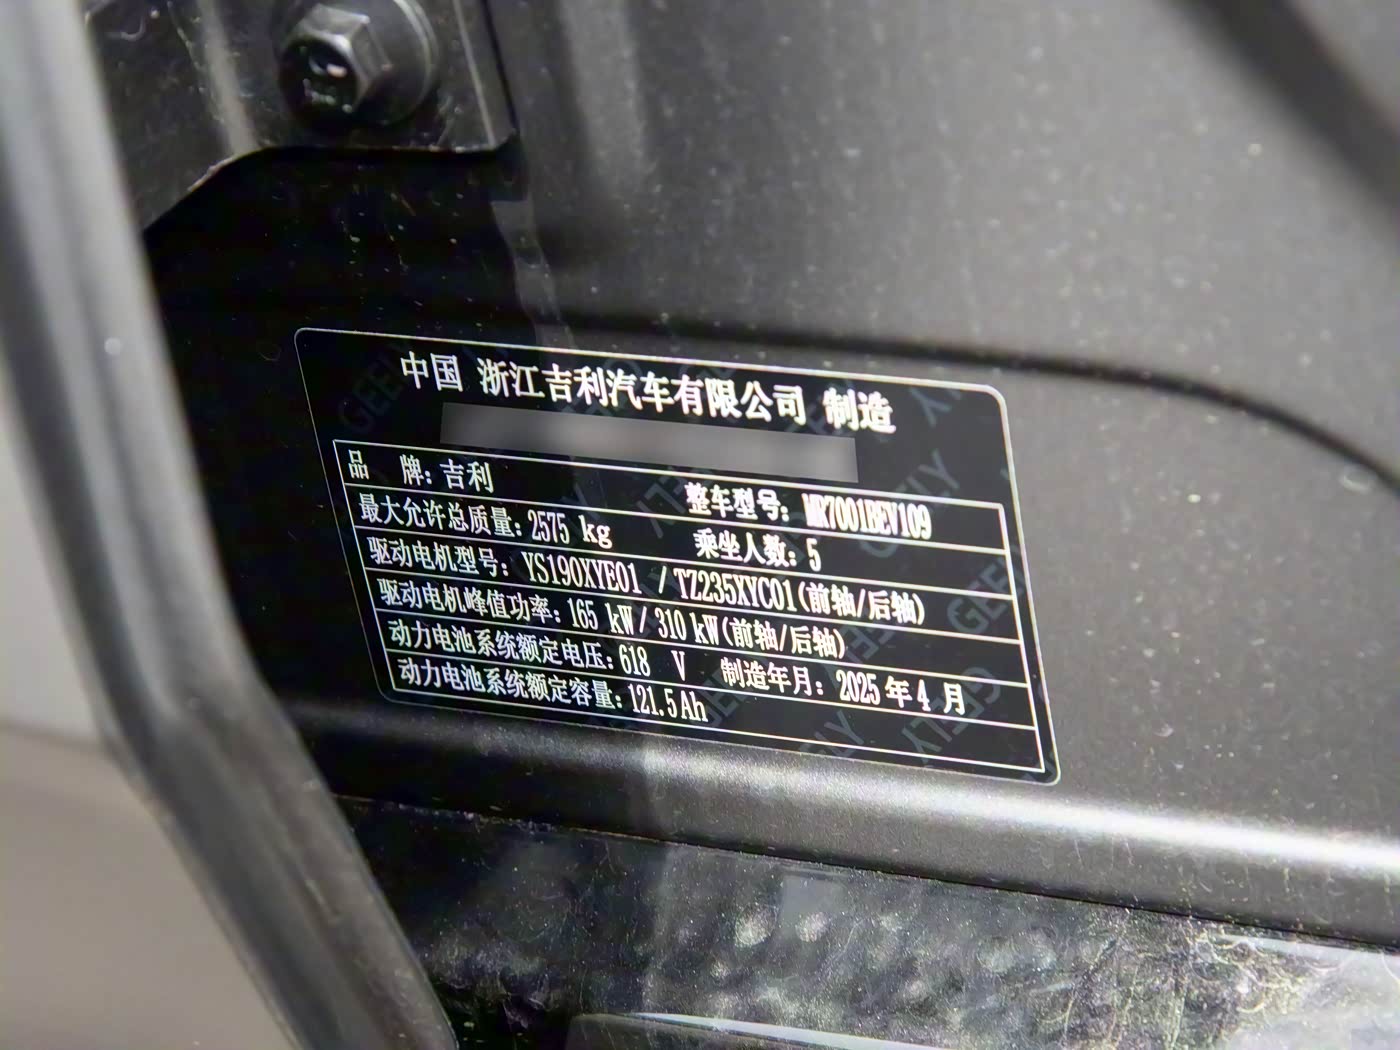 中国 浙江吉利汽车有限公司 制造
品 牌: 吉利 整车型号: MR7001BEV109
最大允许总质量: 2575 kg 乘坐人数: 5
驱动电机型号: YS190XYE01 / TZ235XYC01(前轴/后轴)
驱动电机峰值功率: 165 kW/ 310 kW(前轴/后轴)
动力电池系统额定电压: 618 V 制造年月: 2025年4月
动力电池系统额定容量: 121.5Ah
GEELY